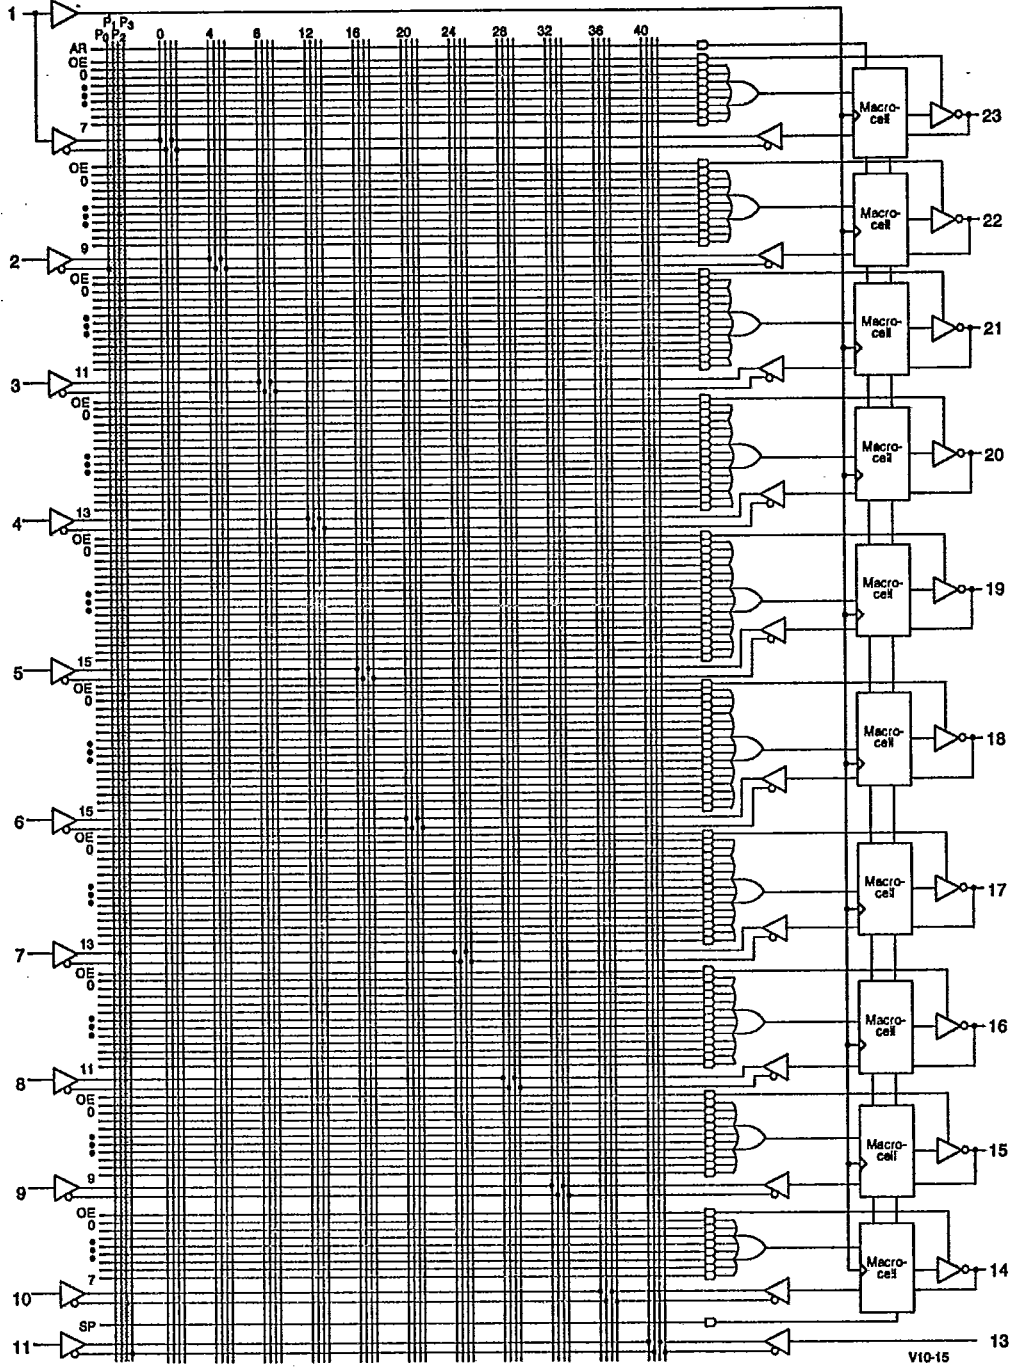 1
P1 P3
P0 P2
0 4 8 12 16 20 24 28 32 36 40
AR
OE
0
Macro-
cell
23
7
OE
0
Macro-
cell
22
2
9
OE
0
Macro-
cell
21
3
11
OE
0
Macro-
cell
20
4
13
OE
0
Macro-
cell
19
5
15
OE
0
Macro-
cell
18
6
15
OE
0
Macro-
cell
17
7
13
OE
0
Macro-
cell
16
8
11
OE
0
Macro-
cell
15
9
9
OE
0
Macro-
cell
14
7
10
SP
11
13
V10-15